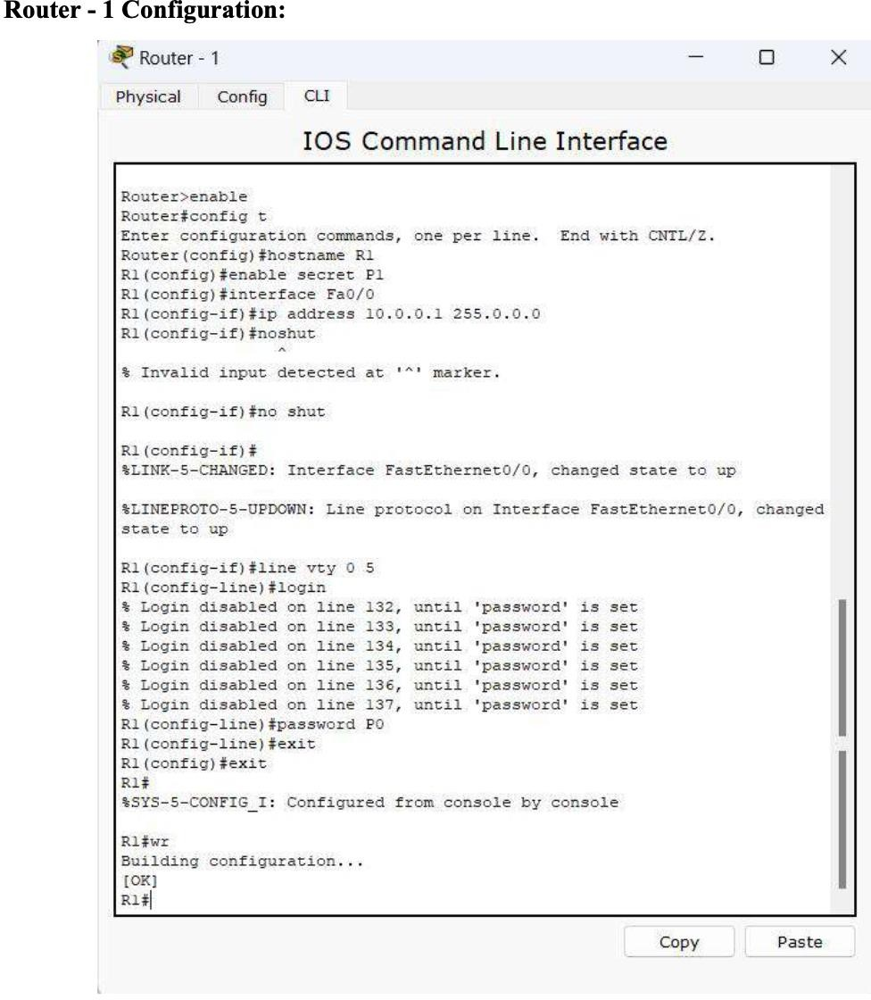 Router - 1 Configuration:
Router - 1
Physical Config CLI
IOS Command Line Interface
Router>enable
Router#config t
Enter configuration commands, one per line.  End with CNTL/Z.
Router(config)#hostname R1
R1(config)#enable secret P1
R1(config)#interface Fa0/0
R1(config-if)#ip address 10.0.0.1 255.0.0.0
R1(config-if)#noshut
^
% Invalid input detected at '^' marker.
R1(config-if)#no shut
R1(config-if)#
%LINK-5-CHANGED: Interface FastEthernet0/0, changed state to up
%LINEPROTO-5-UPDOWN: Line protocol on Interface FastEthernet0/0, changed
state to up
R1(config-if)#line vty 0 5
R1(config-line)#login
% Login disabled on line 132, until 'password' is set
% Login disabled on line 133, until 'password' is set
% Login disabled on line 134, until 'password' is set
% Login disabled on line 135, until 'password' is set
% Login disabled on line 136, until 'password' is set
% Login disabled on line 137, until 'password' is set
R1(config-line)#password P0
R1(config-line)#exit
R1(config)#exit
R1#
%SYS-5-CONFIG_I: Configured from console by console
R1#wr
Building configuration...
[OK]
R1#
Copy Paste